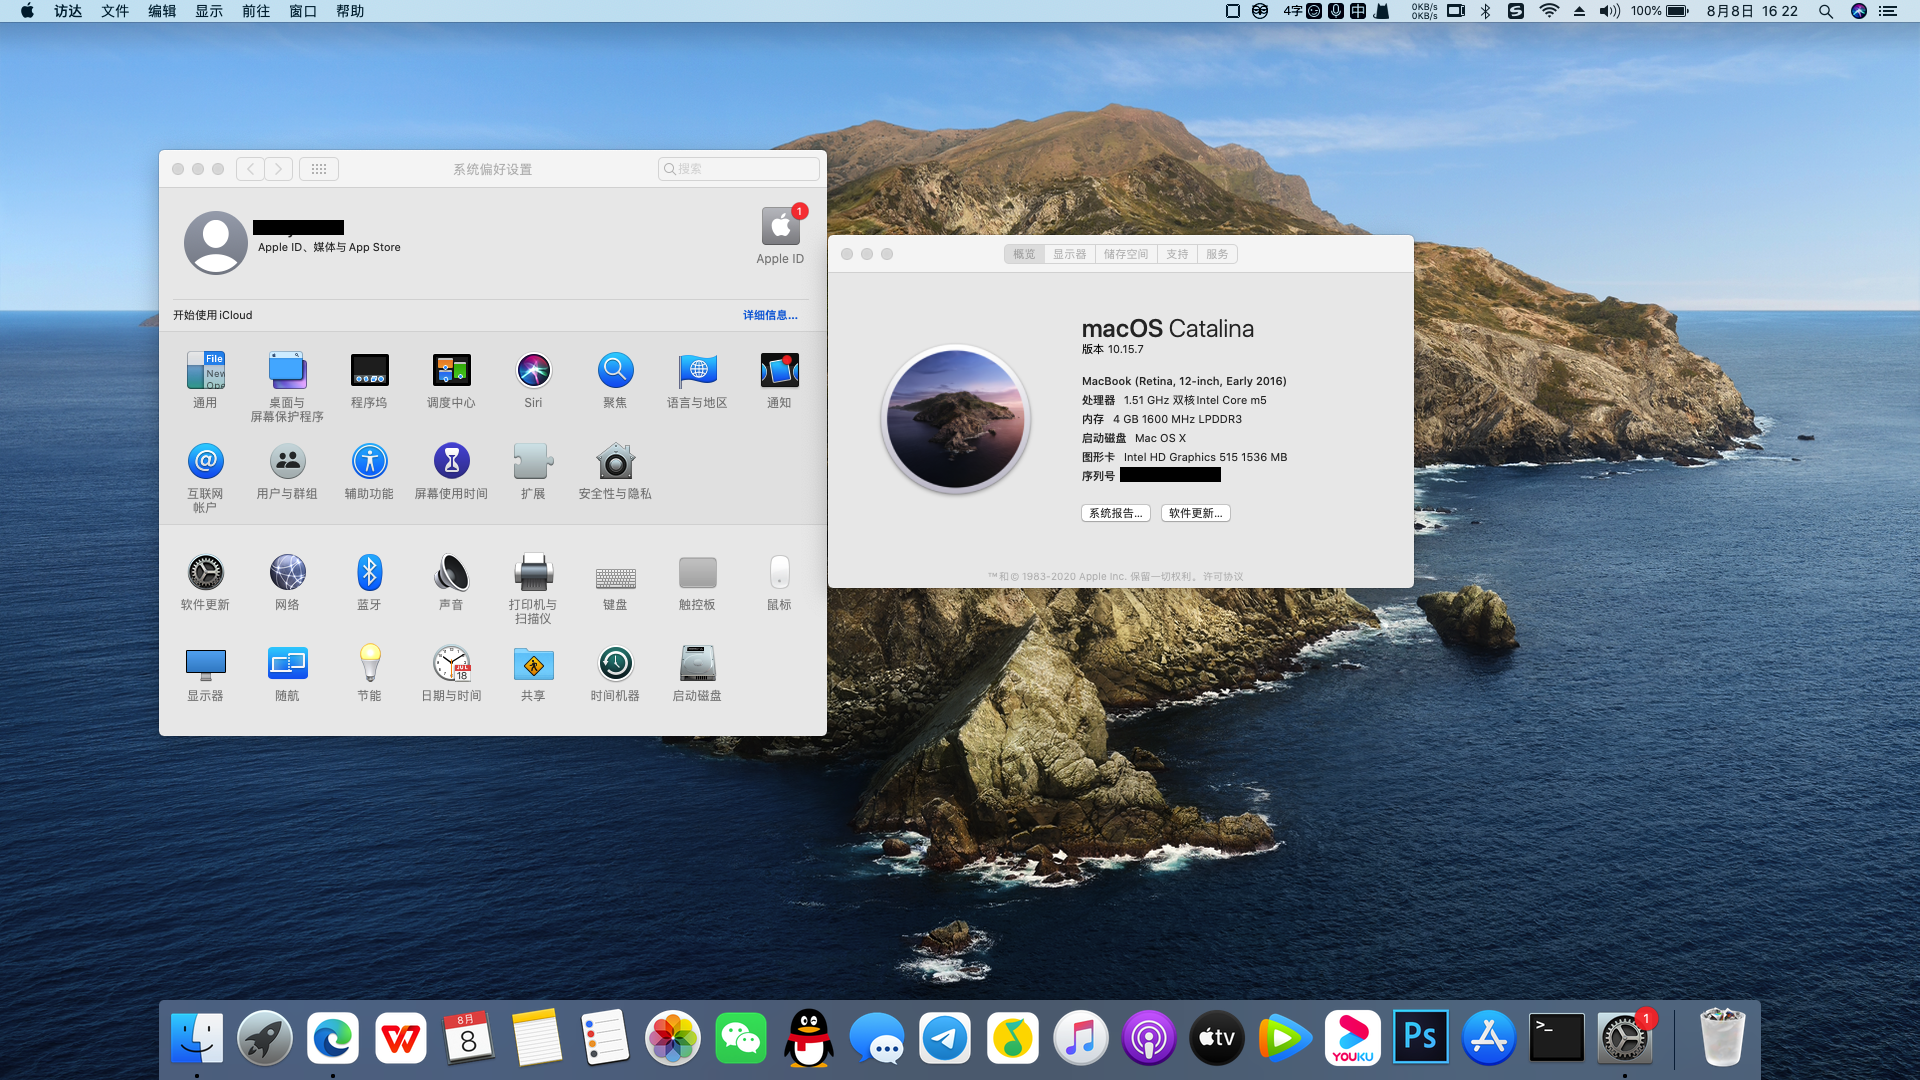 访达 文件 编辑 显示 前往 窗口 帮助
4字 中 0KB/s 0KB/s S 100% 8月8日 16 22
系统偏好设置
搜索
Apple ID、媒体与 App Store
1
Apple ID
开始使用 iCloud
详细信息...
File
New
Ope
通用
桌面与
屏幕保护程序
程序坞
调度中心
Siri
聚焦
语言与地区
通知
@
互联网
帐户
用户与群组
辅助功能
屏幕使用时间
扩展
安全性与隐私
软件更新
网络
蓝牙
声音
打印机与
扫描仪
键盘
触控板
鼠标
显示器
随航
节能
JUL
18
日期与时间
共享
时间机器
启动磁盘
概览 显示器 储存空间 支持 服务
macOS Catalina
版本 10.15.7
MacBook (Retina, 12-inch, Early 2016)
处理器 1.51 GHz 双核Intel Core m5
内存 4 GB 1600 MHz LPDDR3
启动磁盘 Mac OS X
图形卡 Intel HD Graphics 515 1536 MB
序列号
系统报告... 软件更新...
™和© 1983-2020 Apple Inc. 保留一切权利。许可协议
W
8月
8
tv
YOUKU
Ps
>_
1